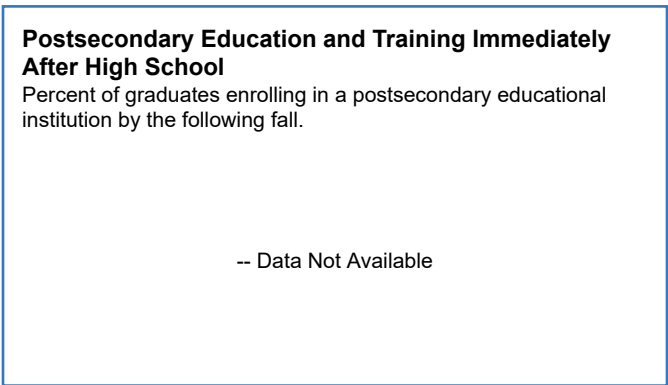 Postsecondary Education and Training Immediately
After High School
Percent of graduates enrolling in a postsecondary educational
institution by the following fall.
-- Data Not Available